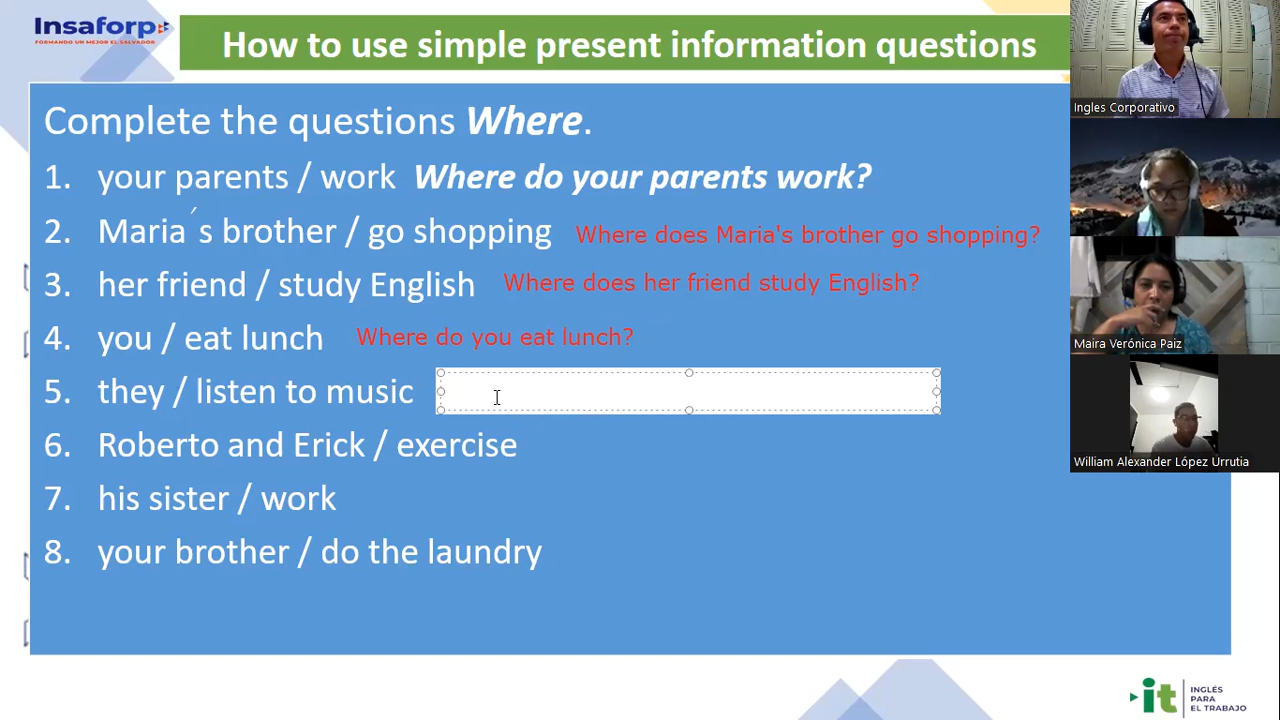 Insaforp
FORMANDO UN MEJOR EL SALVADOR
How to use simple present information questions
Complete the questions Where.
1. your parents / work Where do your parents work?
2. Maria´s brother / go shopping Where does Maria's brother go shopping?
3. her friend / study English Where does her friend study English?
4. you / eat lunch Where do you eat lunch?
5. they / listen to music
6. Roberto and Erick / exercise
7. his sister / work
8. your brother / do the laundry
Ingles Corporativo
Maira Verónica Paiz
William Alexander López Urrutia
it INGLÉS
PARA
EL TRABAJO